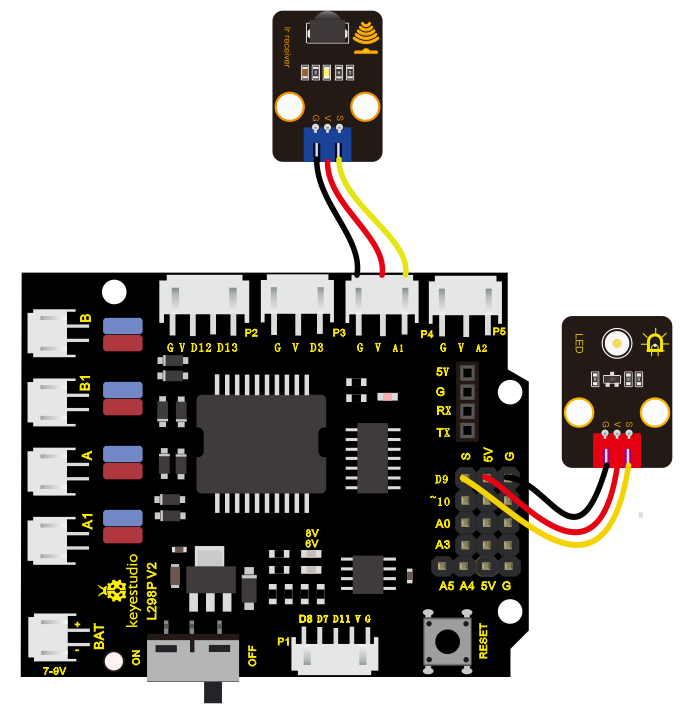 Ir receiver
G V S
LED
G V S
B
B1
A
A1
BAT
+
-
7-9V
P2
G V D12 D13
P3
G V D3
P4
G V A1
P5
G V A2
5V
G
RX
TX
S 5V G
D9
~10
A0
A3
A5 A4 5V G
8V
6V
keyestudio
L298P V2
ON
OFF
P1
D8 D7 D11 V G
RESET